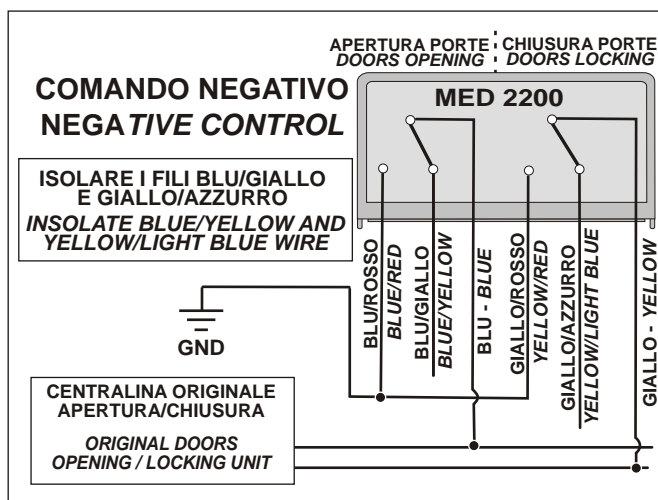 APERTURA PORTE
DOORS OPENING
CHIUSURA PORTE
DOORS LOCKING
COMANDO NEGATIVO
NEGATIVE CONTROL
MED 2200
ISOLARE I FILI BLU/GIALLO
E GIALLO/AZZURRO
INSOLATE BLUE/YELLOW AND
YELLOW/LIGHT BLUE WIRE
BLU/ROSSO
BLUE/RED
BLU/GIALLO
BLUE/YELLOW
BLU - BLUE
GIALLO/ROSSO
YELLOW/RED
GIALLO/AZZURRO
YELLOW/LIGHT BLUE
GIALLO - YELLOW
GND
CENTRALINA ORIGINALE
APERTURA/CHIUSURA
ORIGINAL DOORS
OPENING / LOCKING UNIT